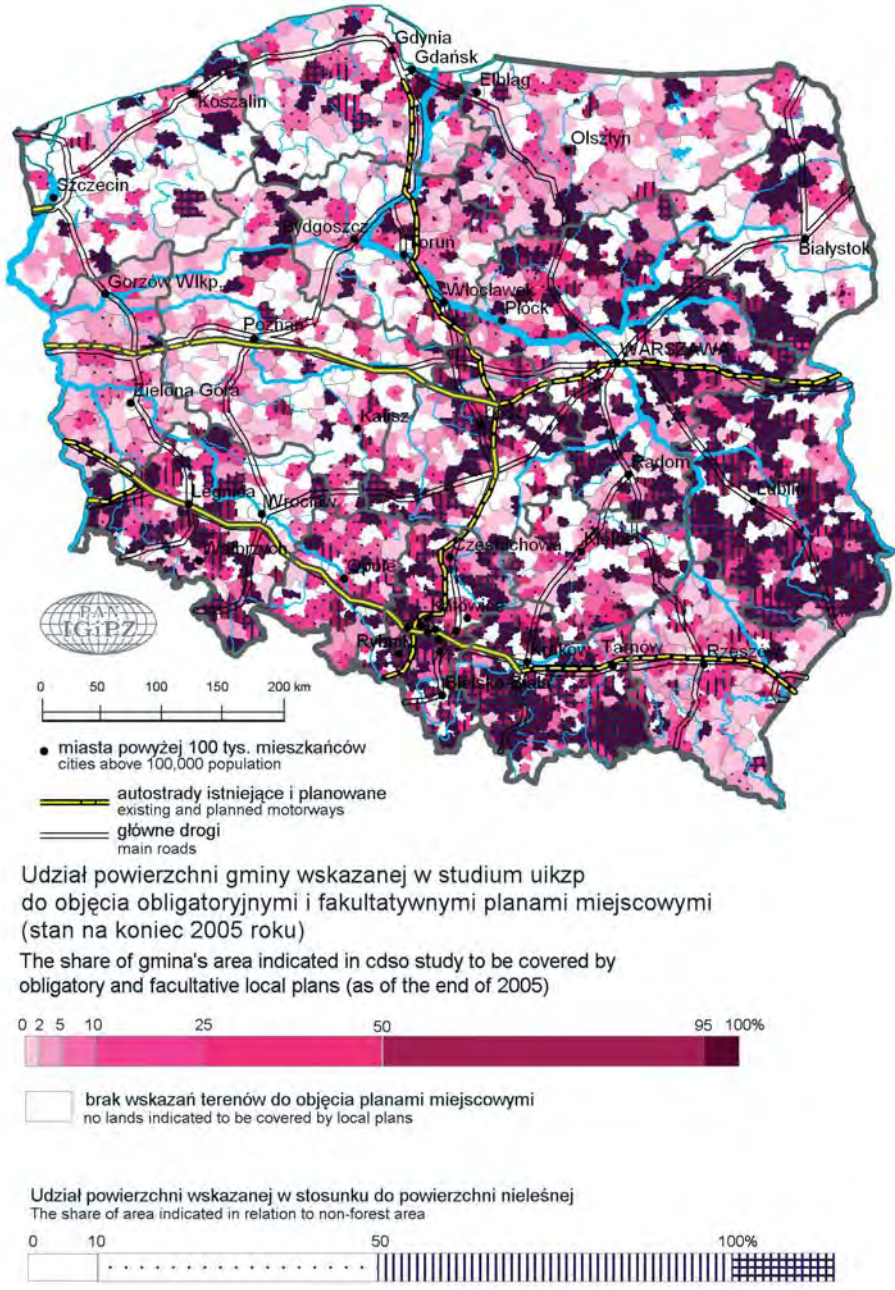 Gdynia
Gdańsk
Elbląg
Koszalin
Olsztyn
Szczecin
Bydgoszcz
Toruń
Białystok
Gorzów Wlkp.
Włocławek
Płock
Poznań
WARSZAWA
Zielona Góra
Kalisz
Łódź
Radom
Legnica
Wrocław
Lublin
Wałbrzych
Częstochowa
Kielce
Opole
Katowice
Rybnik
Kraków
Tarnów
Rzeszów
Bielsko-Biała
PAN
IGiPZ
0 50 100 150 200 km
miasta powyżej 100 tys. mieszkańców
cities above 100,000 population
autostrady istniejące i planowane
existing and planned motorways
główne drogi
main roads
Udział powierzchni gminy wskazanej w studium uikzp
do objęcia obligatoryjnymi i fakultatywnymi planami miejscowymi
(stan na koniec 2005 roku)
The share of gmina's area indicated in cdso study to be covered by
obligatory and facultative local plans (as of the end of 2005)
0 2 5 10 25 50 95 100%
brak wskazań terenów do objęcia planami miejscowymi
no lands indicated to be covered by local plans
Udział powierzchni wskazanej w stosunku do powierzchni nieleśnej
The share of area indicated in relation to non-forest area
0 10 50 100%